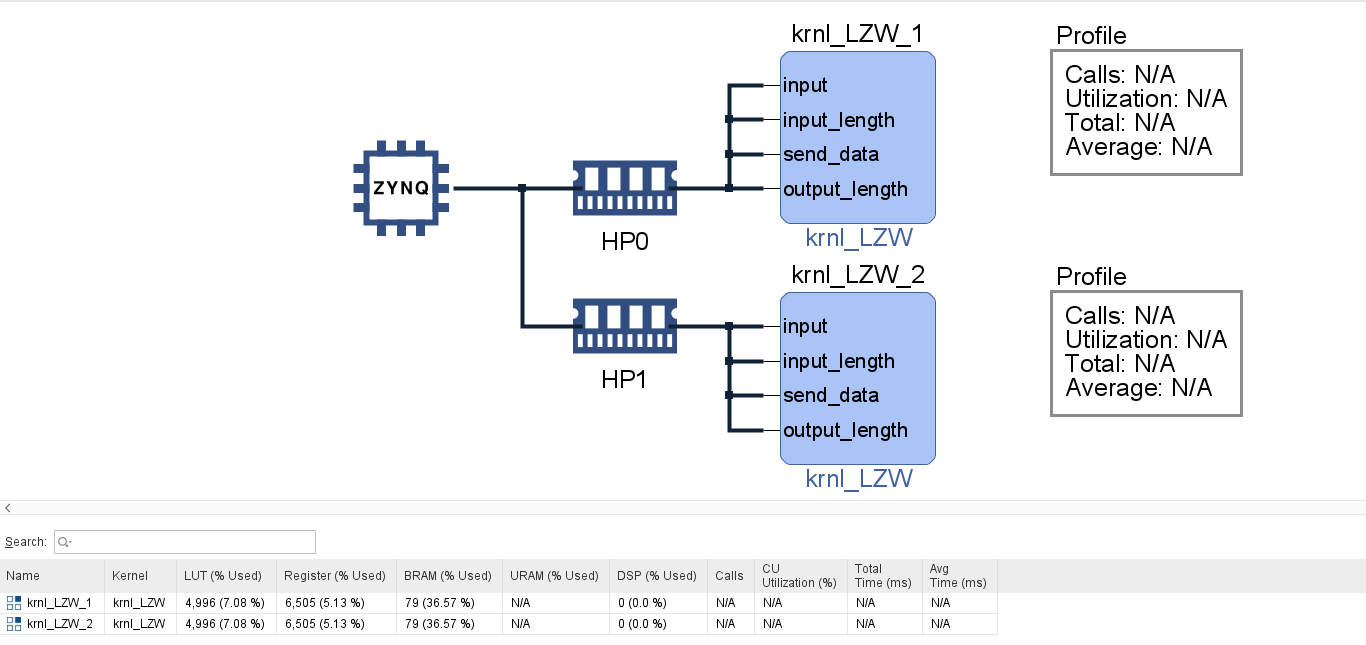 krnl_LZW_1
input
input_length
send_data
output_length
krnl_LZW
Profile
Calls: N/A
Utilization: N/A
Total: N/A
Average: N/A
ZYNQ
HP0
krnl_LZW_2
input
input_length
send_data
output_length
krnl_LZW
Profile
Calls: N/A
Utilization: N/A
Total: N/A
Average: N/A
HP1
Search:
Name Kernel LUT (% Used) Register (% Used) BRAM (% Used) URAM (% Used) DSP (% Used) Calls CU Utilization (%) Total Time (ms) Avg Time (ms)
krnl_LZW_1 krnl_LZW 4,996 (7.08 %) 6,505 (5.13 %) 79 (36.57 %) N/A 0 (0.0 %) N/A N/A N/A N/A
krnl_LZW_2 krnl_LZW 4,996 (7.08 %) 6,505 (5.13 %) 79 (36.57 %) N/A 0 (0.0 %) N/A N/A N/A N/A